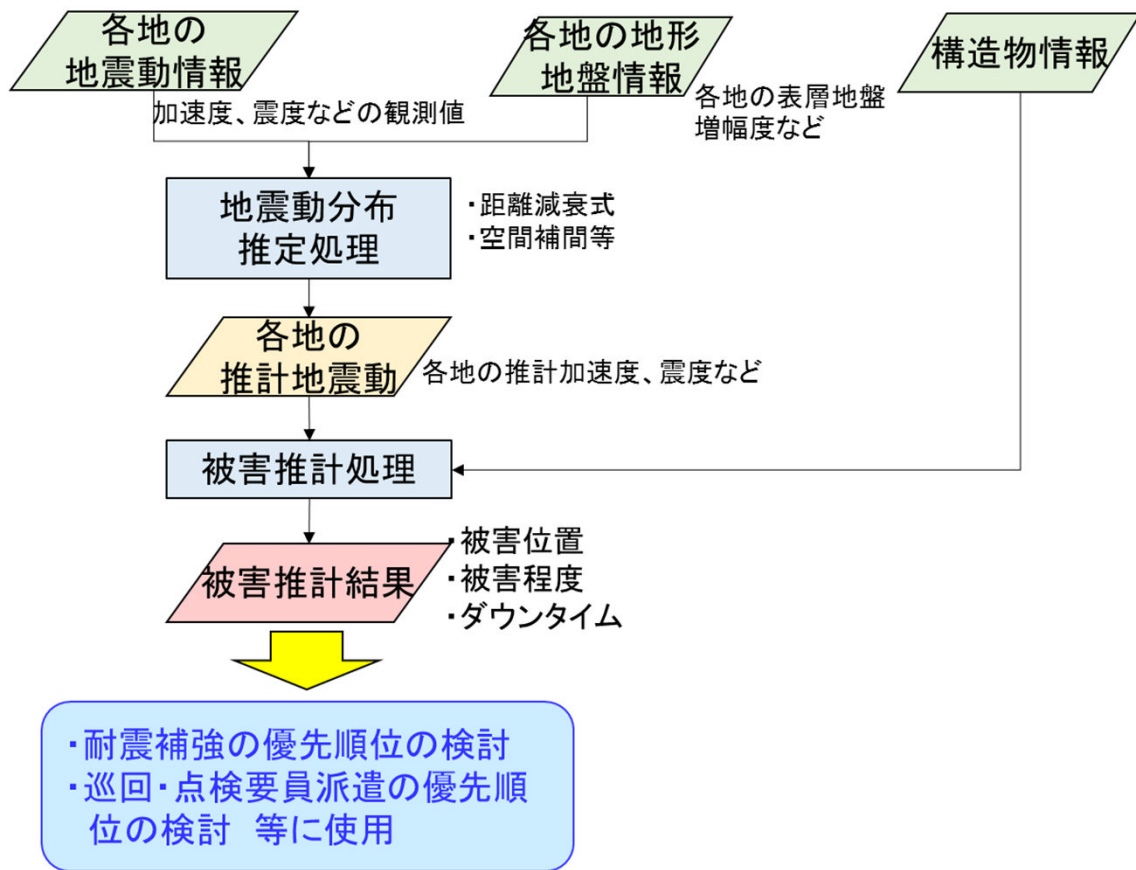 各地の
地震動情報
各地の地形
地盤情報
構造物情報
加速度、震度などの観測値
各地の表層地盤
増幅度など
地震動分布
推定処理
・距離減衰式
・空間補間等
各地の
推計地震動
各地の推計加速度、震度など
被害推計処理
被害推計結果
・被害位置
・被害程度
・ダウンタイム
・耐震補強の優先順位の検討
・巡回・点検要員派遣の優先順
位の検討　等に使用